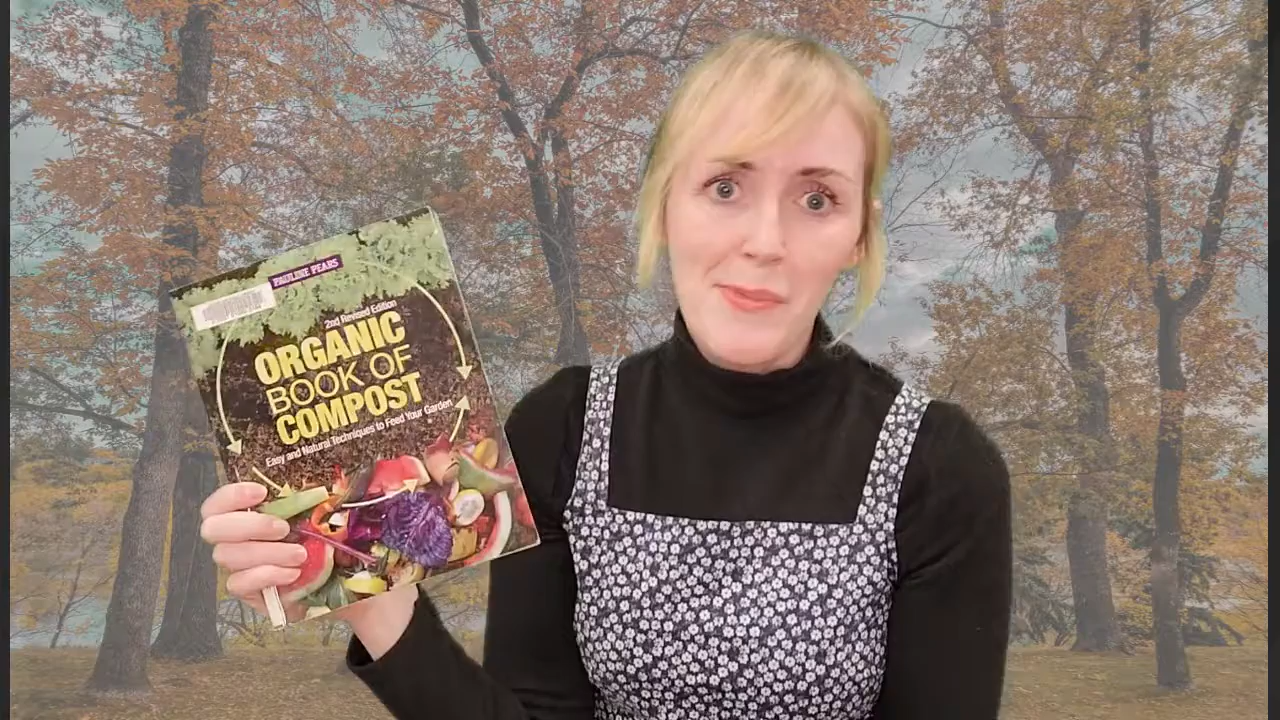 PAULINE PEARS
2nd Revised Edition
ORGANIC
BOOK OF
COMPOST
Easy and Natural Techniques to Feed Your Garden